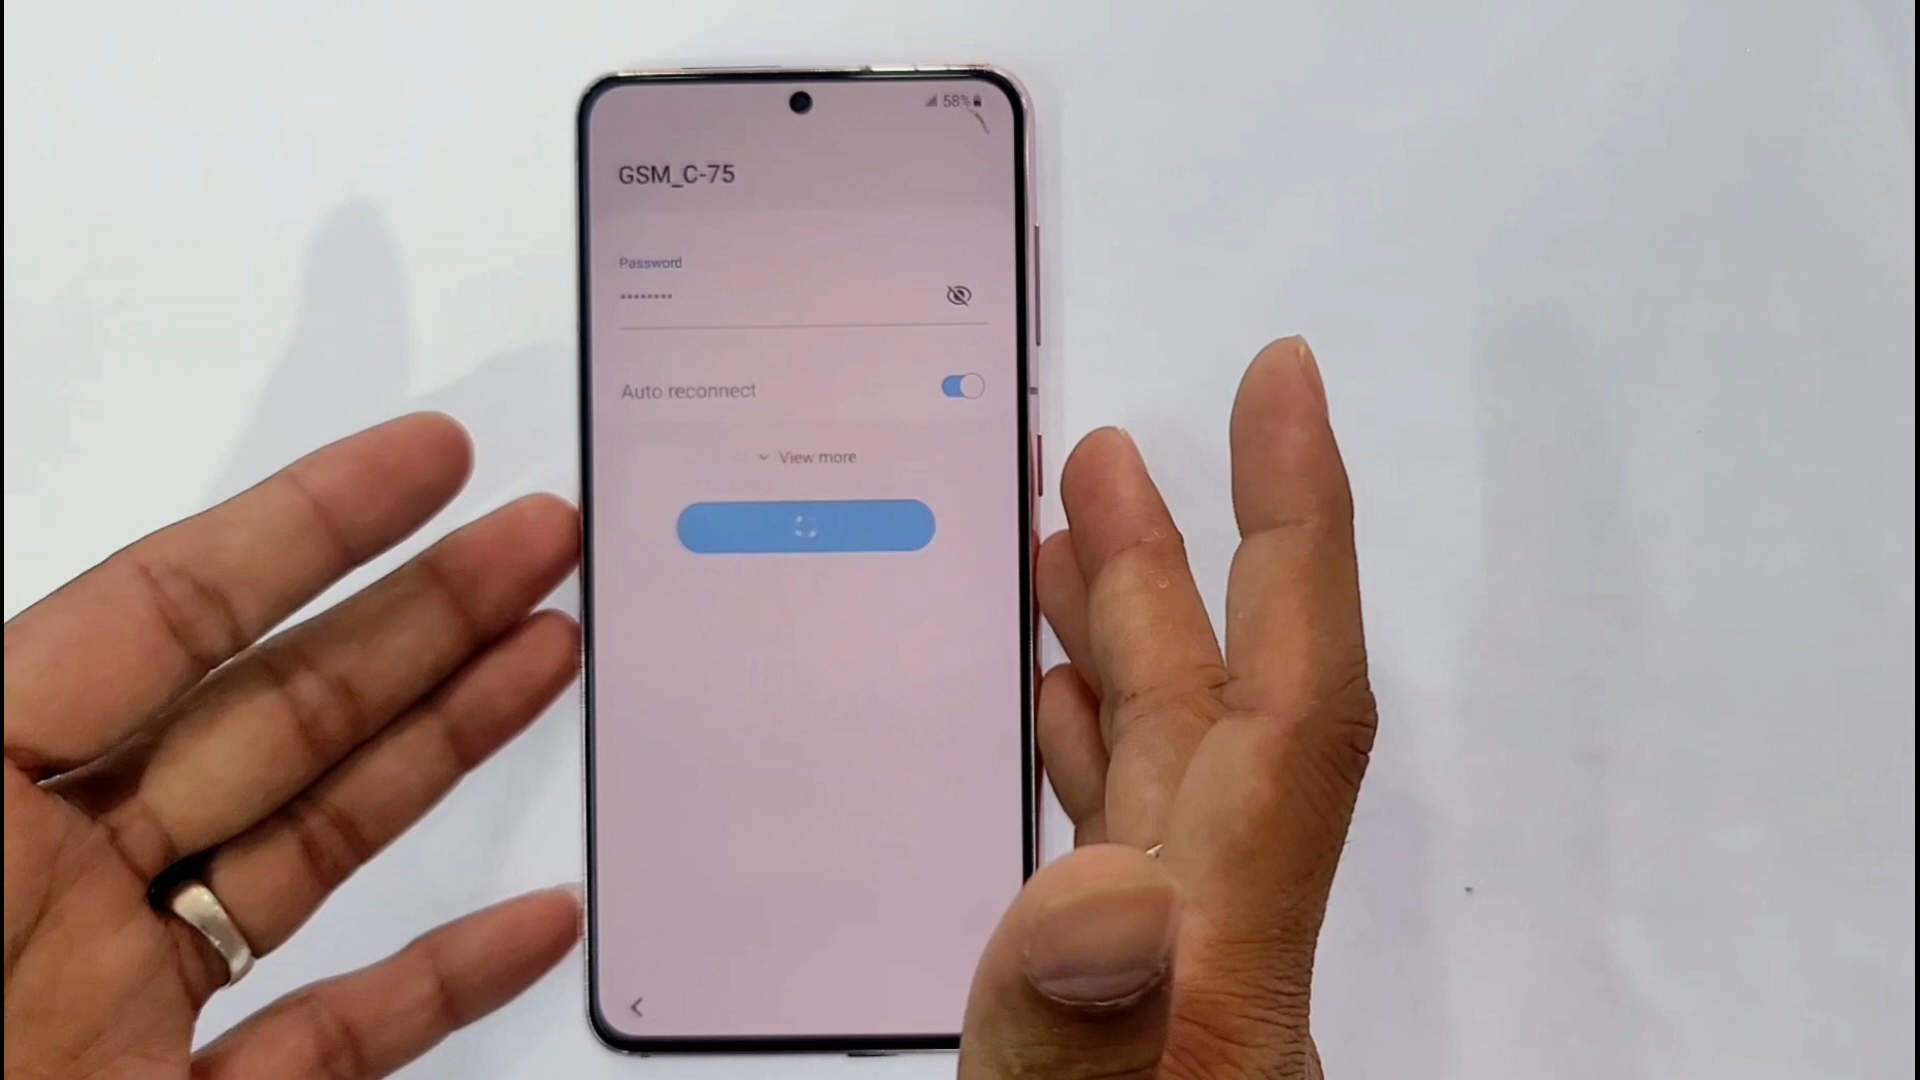 58%
GSM_C-75
Password
••••••••
Auto reconnect
View more